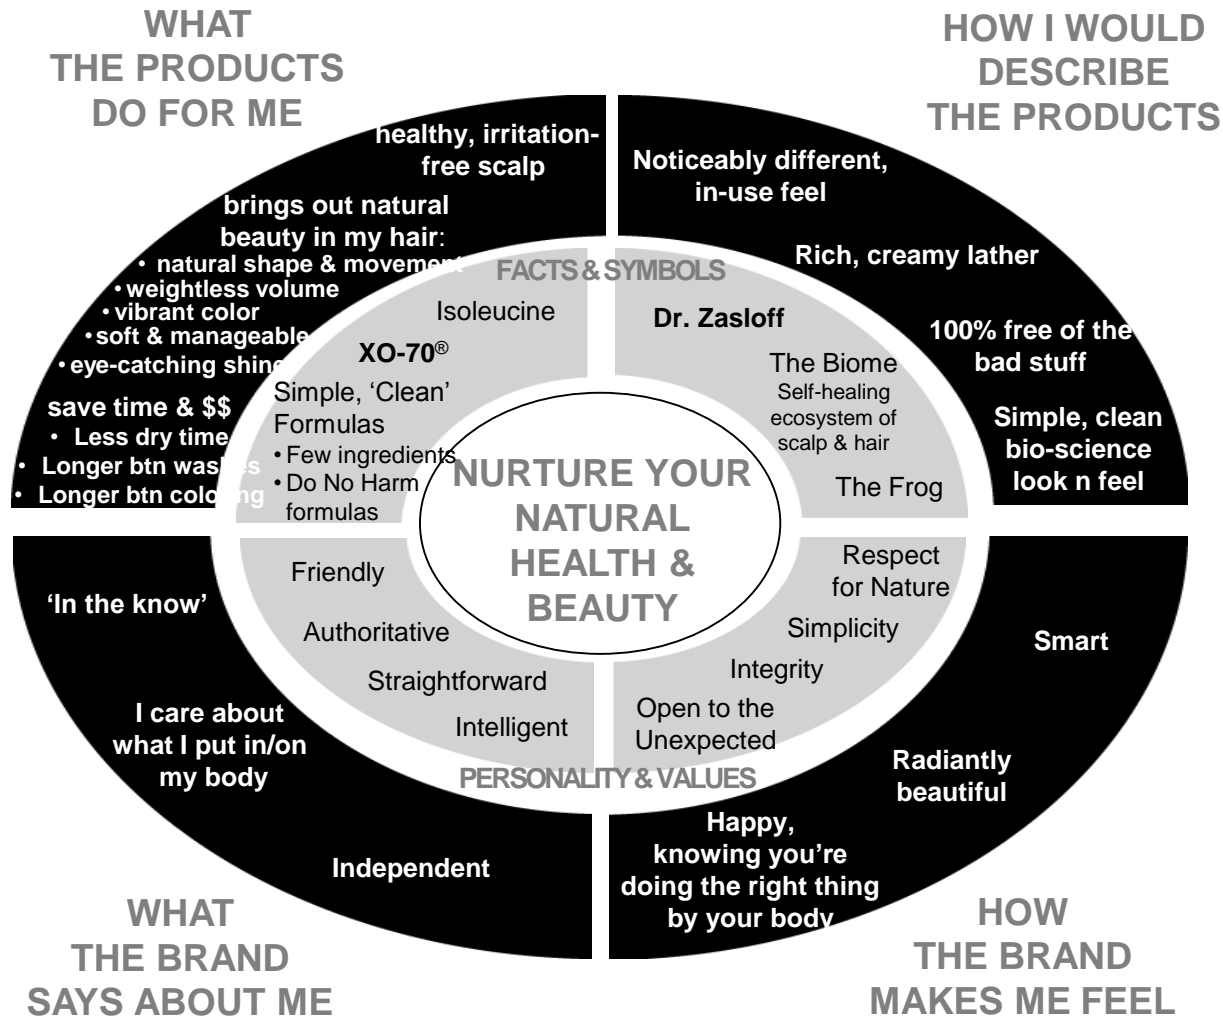 WHAT
THE PRODUCTS
DO FOR ME
HOW I WOULD
DESCRIBE
THE PRODUCTS
healthy, irritation-
free scalp
brings out natural
beauty in my hair:
• natural shape & movement
• weightless volume
• vibrant color
• soft & manageable
• eye-catching shine
save time & $$
• Less dry time
• Longer btn washes
• Longer btn coloring
Noticeably different,
in-use feel
Rich, creamy lather
100% free of the
bad stuff
Simple, clean
bio-science
look n feel
FACTS & SYMBOLS
Isoleucine
XO-70®
Simple, ‘Clean’
Formulas
• Few ingredients
• Do No Harm
formulas
Dr. Zasloff
The Biome
Self-healing
ecosystem of
scalp & hair
The Frog
NURTURE YOUR
NATURAL
HEALTH &
BEAUTY
Friendly
Authoritative
Straightforward
Intelligent
Respect
for Nature
Simplicity
Integrity
Open to the
Unexpected
PERSONALITY & VALUES
‘In the know’
I care about
what I put in/on
my body
Independent
Smart
Radiantly
beautiful
Happy,
knowing you’re
doing the right thing
by your body
WHAT
THE BRAND
SAYS ABOUT ME
HOW
THE BRAND
MAKES ME FEEL